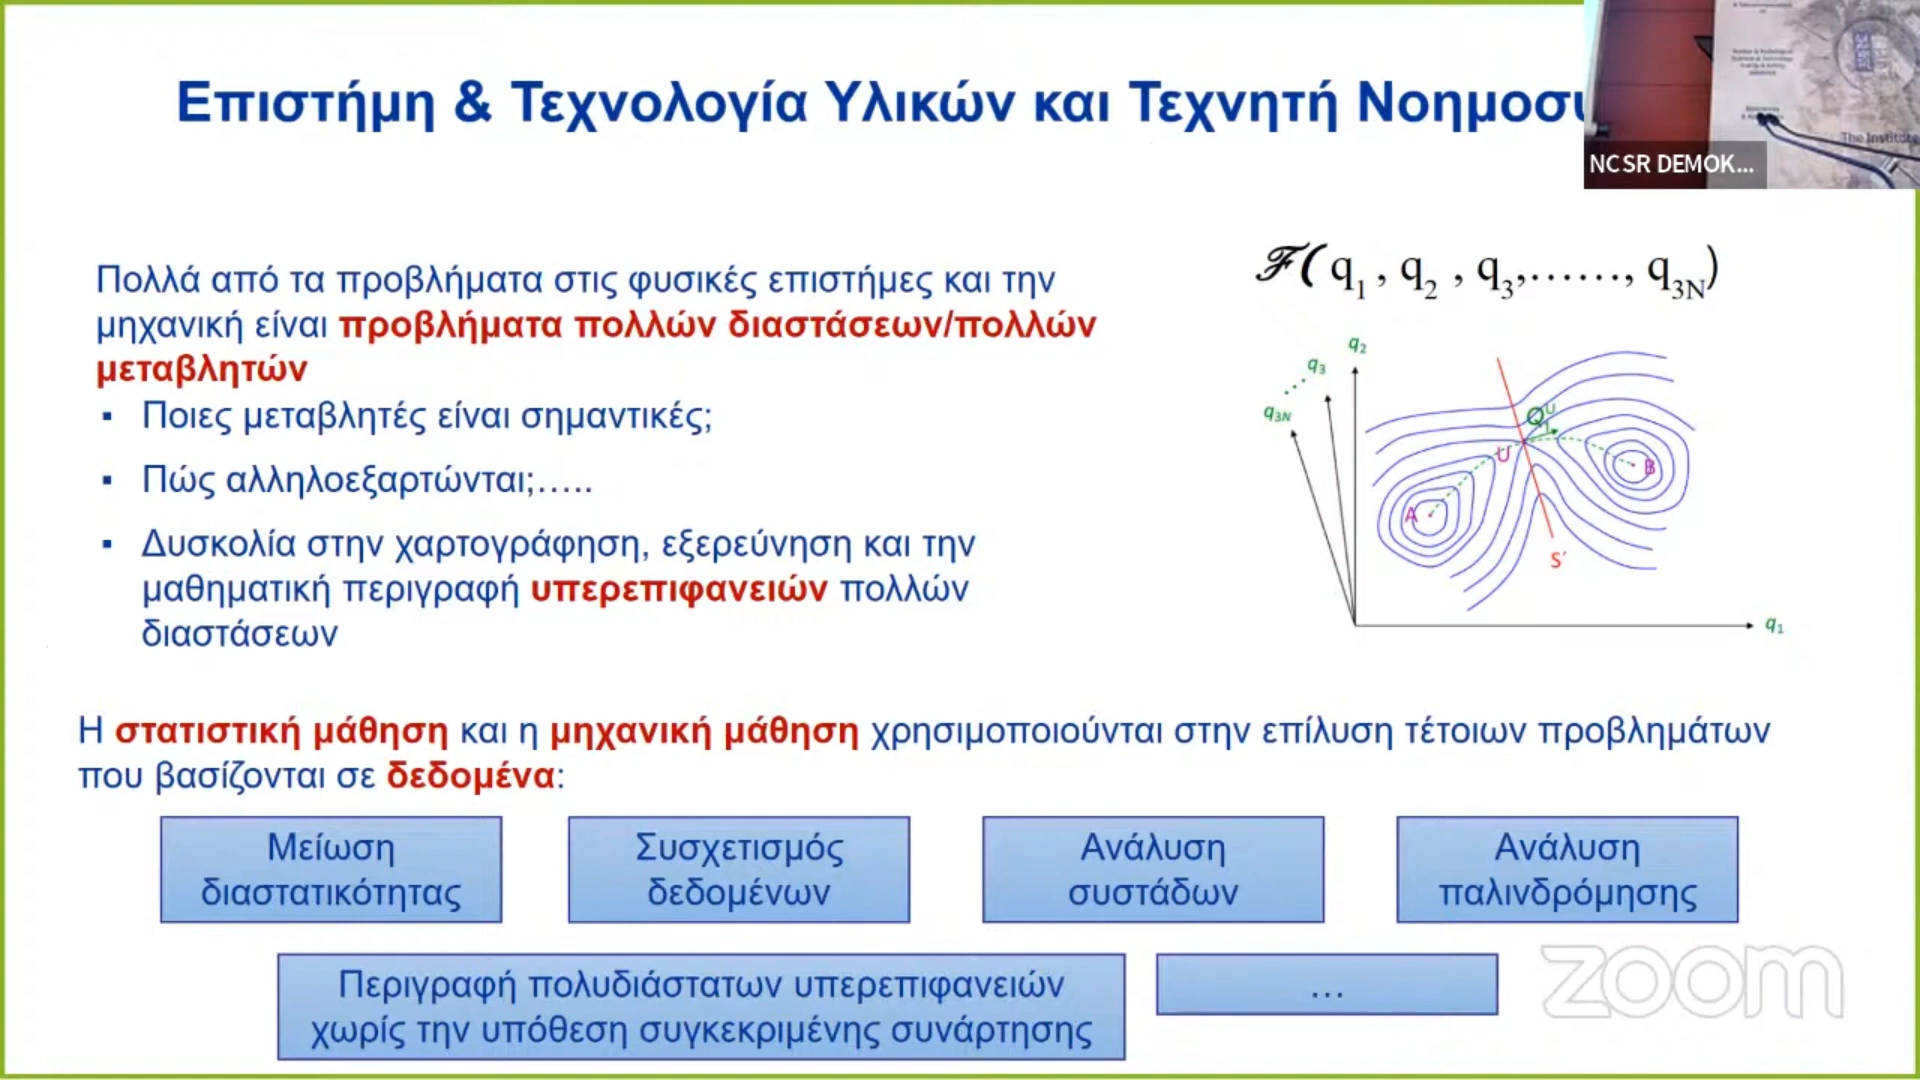 Επιστήμη & Τεχνολογία Υλικών και Τεχνητή Νοημοσυ
NCSR DEMOK...
The Institute
Πολλά από τα προβλήματα στις φυσικές επιστήμες και την
μηχανική είναι προβλήματα πολλών διαστάσεων/πολλών
μεταβλητών
▪ Ποιες μεταβλητές είναι σημαντικές;
▪ Πώς αλληλοεξαρτώνται;…..
▪ Δυσκολία στην χαρτογράφηση, εξερεύνηση και την
μαθηματική περιγραφή υπερεπιφανειών πολλών
διαστάσεων
ℱ( q₁ , q₂ , q₃,……, q₃N)
q₂
q₃
q₃N
Q₁ᵁ
U
B
A
S´
q₁
Η στατιστική μάθηση και η μηχανική μάθηση χρησιμοποιούνται στην επίλυση τέτοιων προβλημάτων
που βασίζονται σε δεδομένα:
Μείωση
διαστατικότητας
Συσχετισμός
δεδομένων
Ανάλυση
συστάδων
Ανάλυση
παλινδρόμησης
Περιγραφή πολυδιάστατων υπερεπιφανειών
χωρίς την υπόθεση συγκεκριμένης συνάρτησης
…
zoom